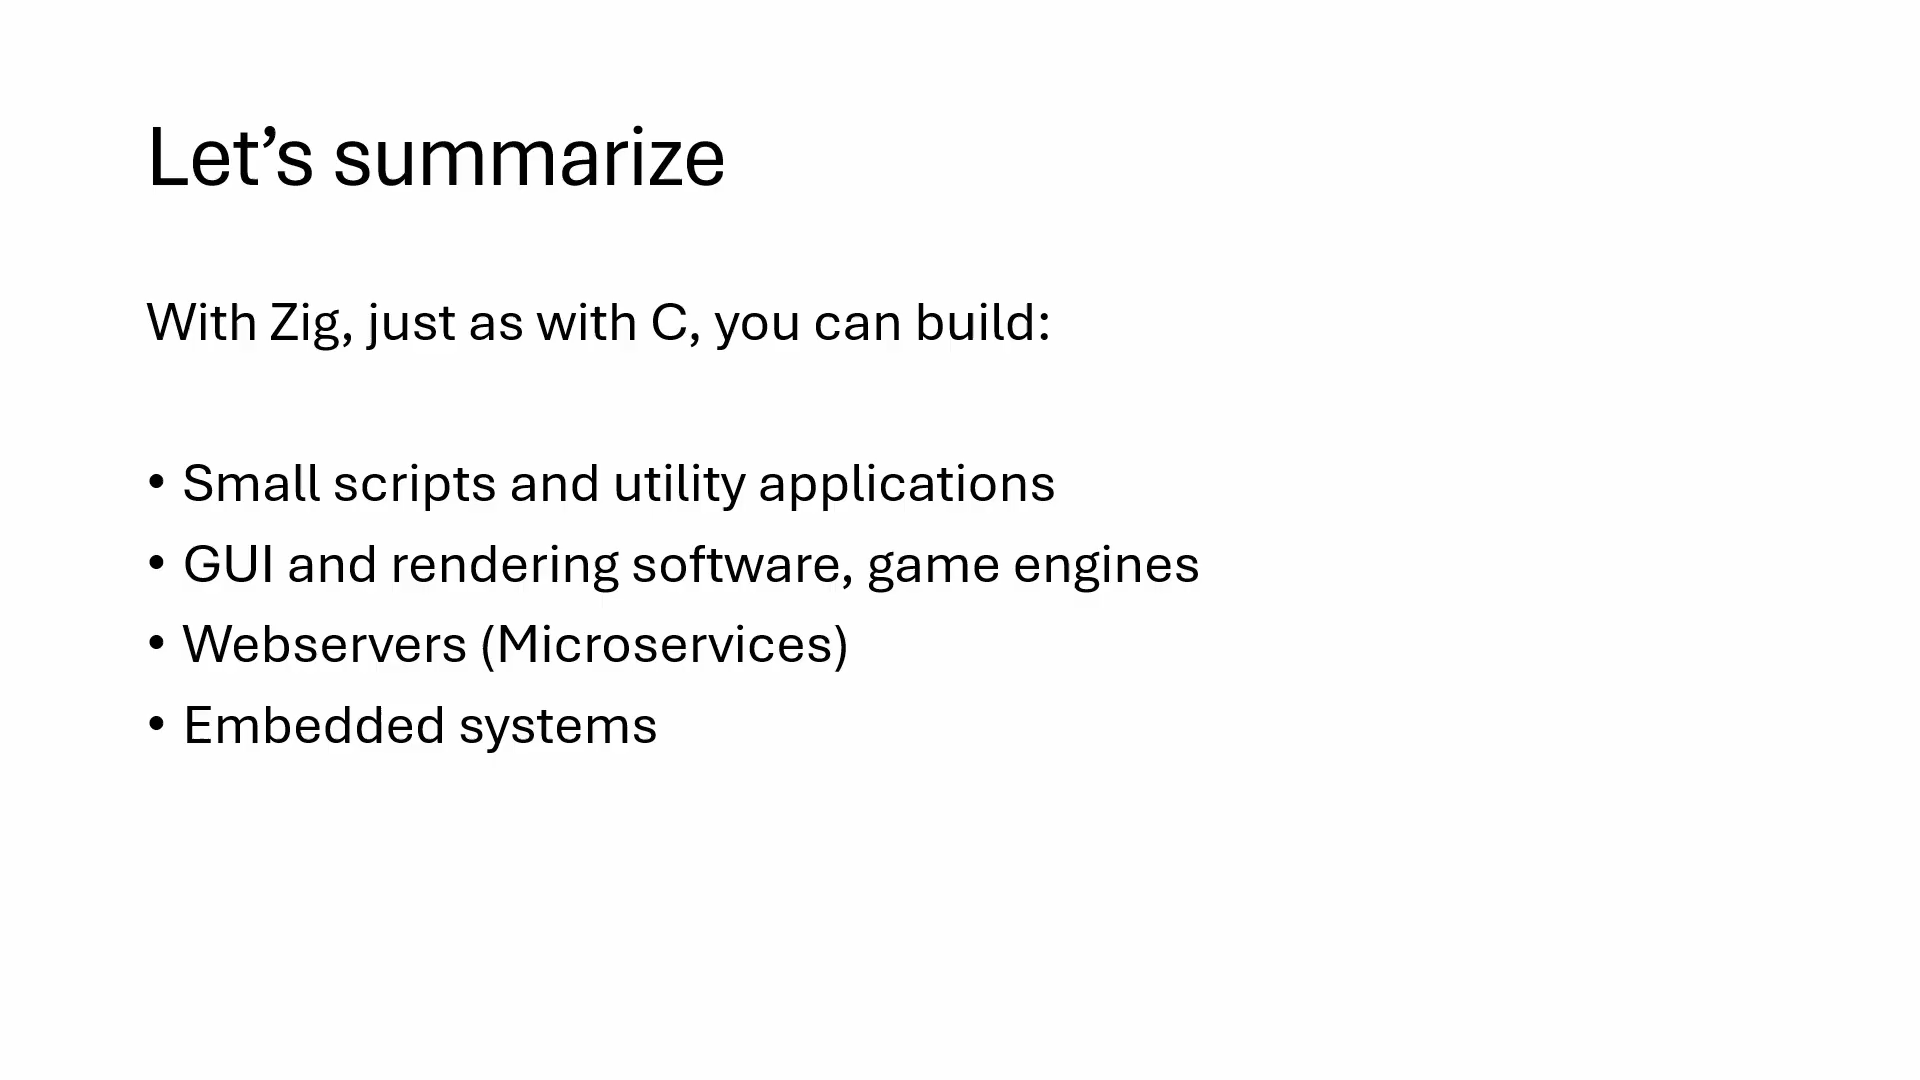 Let’s summarize
With Zig, just as with C, you can build:
• Small scripts and utility applications
• GUI and rendering software, game engines
• Webservers (Microservices)
• Embedded systems